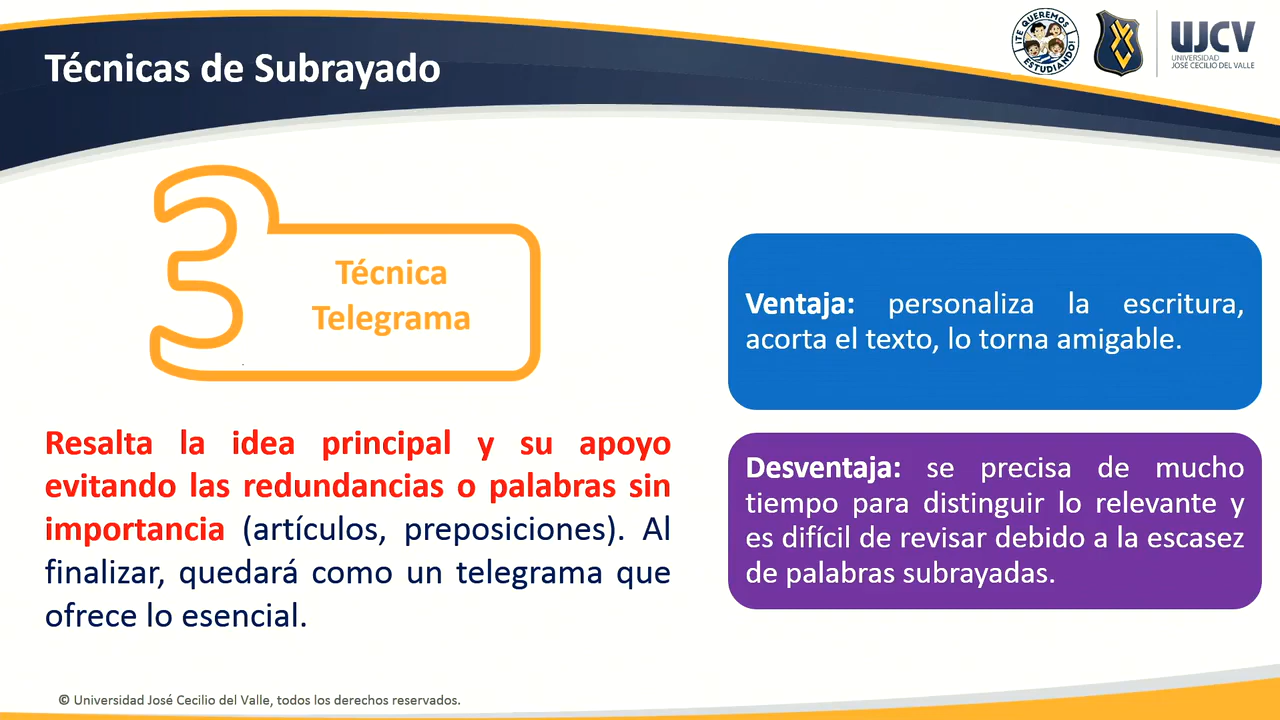 Técnicas de Subrayado
¡TE QUEREMOS ESTUDIANDO!
UJCV
UNIVERSIDAD
JOSÉ CECILIO DEL VALLE
3
Técnica
Telegrama
Resalta la idea principal y su apoyo
evitando las redundancias o palabras sin
importancia (artículos, preposiciones). Al
finalizar, quedará como un telegrama que
ofrece lo esencial.
Ventaja: personaliza la escritura,
acorta el texto, lo torna amigable.
Desventaja: se precisa de mucho
tiempo para distinguir lo relevante y
es difícil de revisar debido a la escasez
de palabras subrayadas.
© Universidad José Cecilio del Valle, todos los derechos reservados.